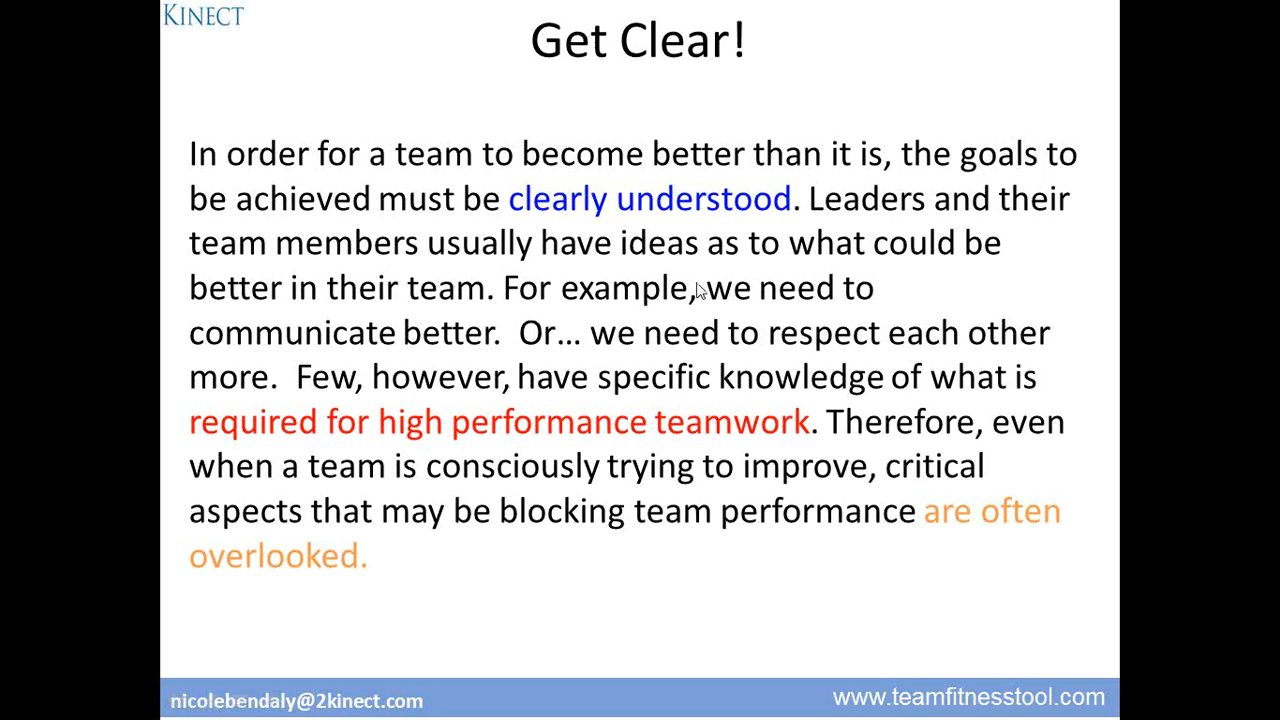 KINECT
Get Clear!
In order for a team to become better than it is, the goals to
be achieved must be clearly understood. Leaders and their
team members usually have ideas as to what could be
better in their team. For example, we need to
communicate better.  Or… we need to respect each other
more.  Few, however, have specific knowledge of what is
required for high performance teamwork. Therefore, even
when a team is consciously trying to improve, critical
aspects that may be blocking team performance are often
overlooked.
nicolebendaly@2kinect.com
www.teamfitnesstool.com